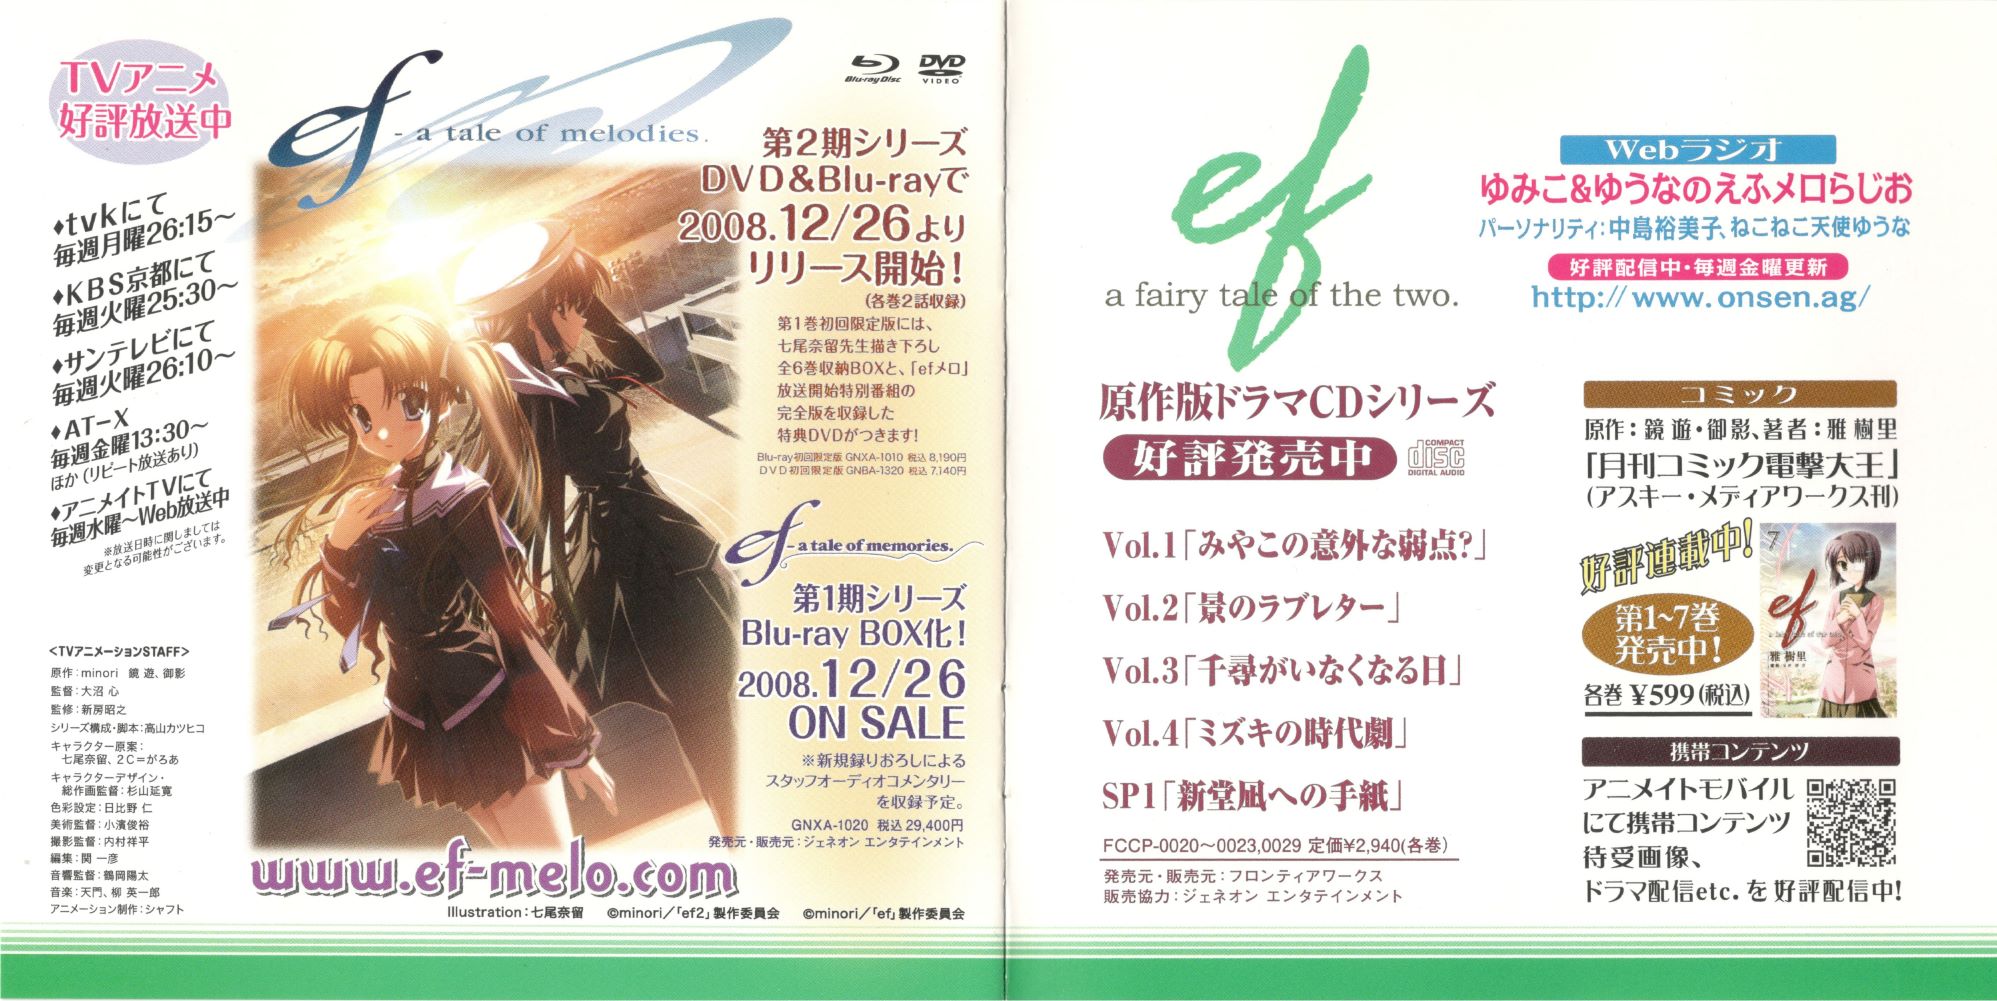 TVアニメ
好評放送中
♦tvkにて
毎週月曜26:15～
♦KBS京都にて
毎週火曜25:30～
♦サンテレビにて
毎週火曜26:10～
♦AT-X
毎週金曜13:30～
ほか（リピート放送あり）
♦アニメイトTVにて
毎週水曜～Web放送中
※放送日時に関しましては
変更となる可能性がございます。
<TVアニメーションSTAFF>
原作：minori 鏡 遊、御影
監督：大沼 心
監修：新房昭之
シリーズ構成・脚本：高山カツヒコ
キャラクター原案：
七尾奈留、2C=がろあ
キャラクターデザイン・
総作画監督：杉山延寛
色彩設定：日比野 仁
美術監督：小濱俊裕
撮影監督：内村祥平
編集：関 一彦
音響監督：鶴岡陽太
音楽：天門、柳 英一郎
アニメーション制作：シャフト
ef - a tale of melodies.
Blu-ray Disc DVD VIDEO
第2期シリーズ
DVD&Blu-rayで
2008.12/26より
リリース開始！
（各巻2話収録）
第1巻初回限定版には、
七尾奈留先生描き下ろし
全6巻収納BOXと、「efメロ」
放送開始特別番組の
完全版を収録した
特典DVDがつきます！
Blu-ray初回限定版 GNXA-1010 税込 8,190円
DVD初回限定版 GNBA-1320 税込 7,140円
ef - a tale of memories.
第1期シリーズ
Blu-ray BOX化！
2008.12/26
ON SALE
※新規録りおろしによる
スタッフオーディオコメンタリー
を収録予定。
GNXA-1020 税込 29,400円
発売元・販売元：ジェネオン エンタテインメント
www.ef-melo.com
Illustration：七尾奈留 ©minori／「ef2」製作委員会 ©minori／「ef」製作委員会
ef
a fairy tale of the two.
原作版ドラマCDシリーズ
好評発売中
COMPACT
disc
DIGITAL AUDIO
Vol.1「みやこの意外な弱点？」
Vol.2「景のラブレター」
Vol.3「千尋がいなくなる日」
Vol.4「ミズキの時代劇」
SP1「新堂凪への手紙」
FCCP-0020～0023,0029 定価¥2,940（各巻）
発売元・販売元：フロンティアワークス
販売協力：ジェネオン エンタテインメント
Webラジオ
ゆみこ&ゆうなのえふメロらじお
パーソナリティ：中島裕美子、ねこねこ天使ゆうな
好評配信中・毎週金曜更新
http://www.onsen.ag/
コミック
原作：鏡 遊・御影、著者：雅 樹里
「月刊コミック電撃大王」
（アスキー・メディアワークス刊）
好評連載中！
第1～7巻
発売中！
各巻 ¥599（税込）
7
ef
a fairy tale of the two.
雅 樹里
携帯コンテンツ
アニメイトモバイル
にて携帯コンテンツ
待受画像、
ドラマ配信etc. を好評配信中！